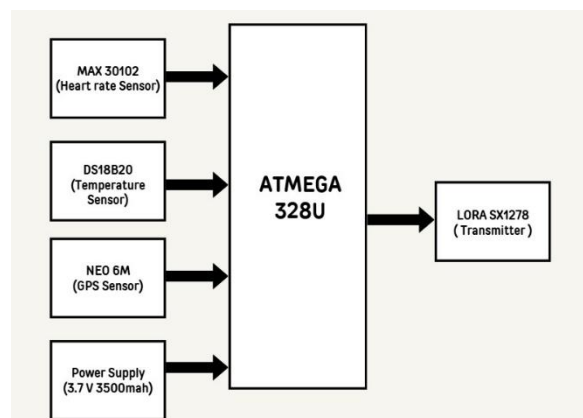 MAX 30102
(Heart rate Sensor)
DS18B20
(Temperature
Sensor)
NEO 6M
(GPS Sensor)
Power Supply
(3.7 V 3500mah)
ATMEGA
328U
LORA SX1278
(Transmitter)